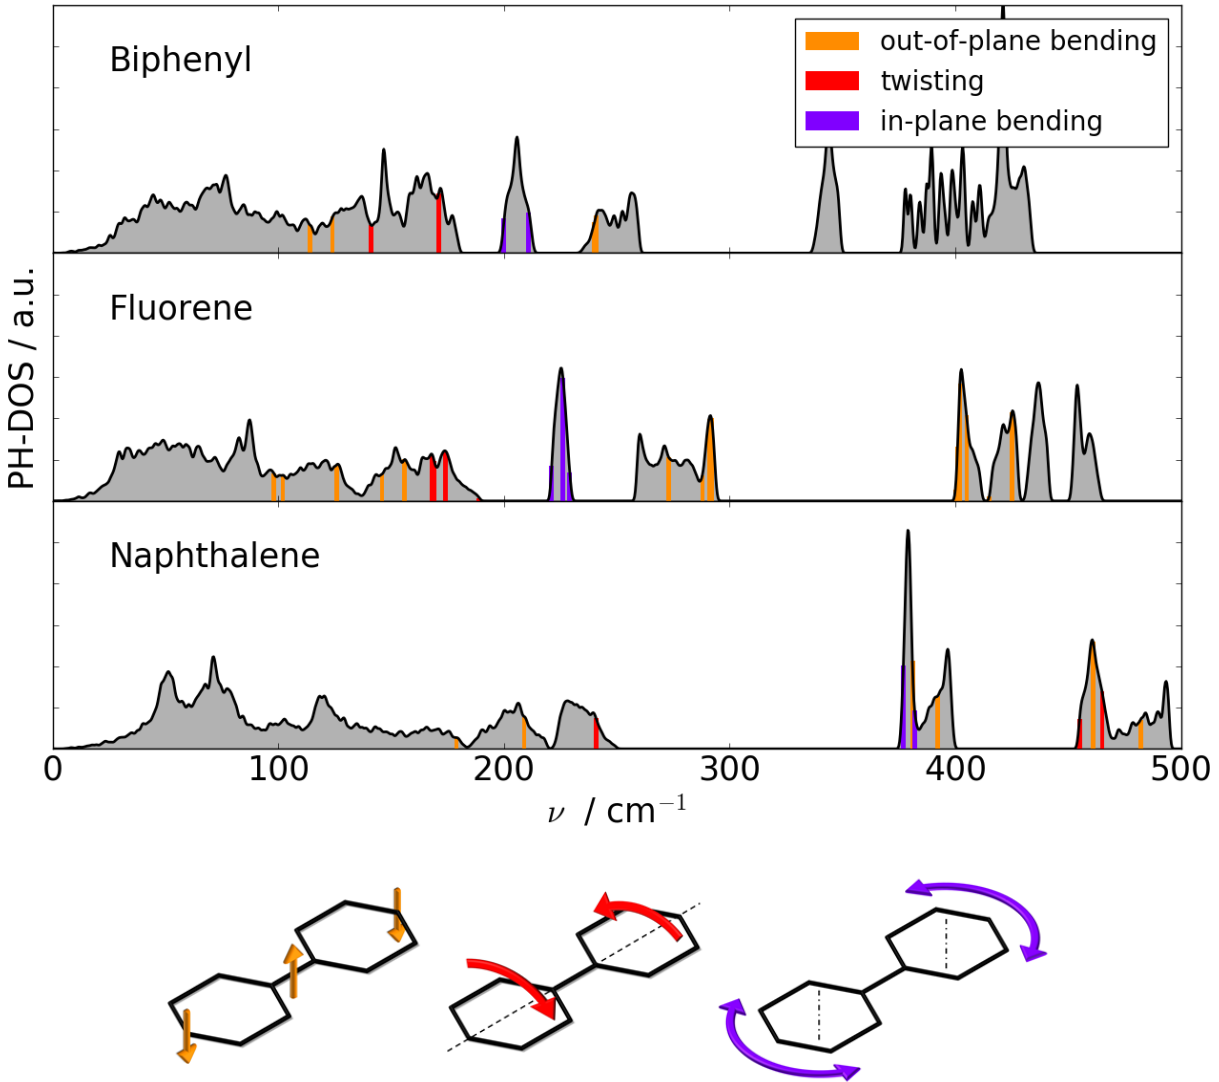 Biphenyl
out-of-plane bending
twisting
in-plane bending
Fluorene
PH-DOS / a.u.
Naphthalene
0 100 200 300 400 500
ν / cm⁻¹